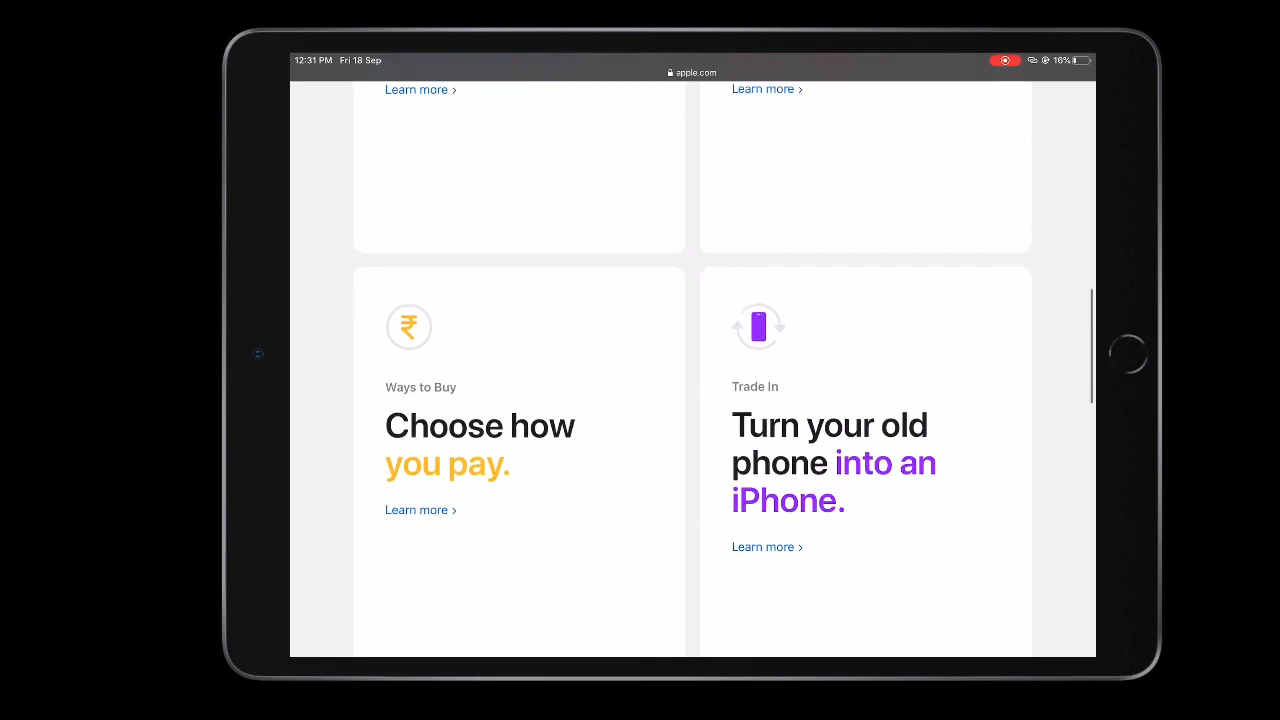 12:31 PM Fri 18 Sep
16%
apple.com
Learn more >
Learn more >
₹
Ways to Buy
Choose how
you pay.
Learn more >
Trade In
Turn your old
phone into an
iPhone.
Learn more >